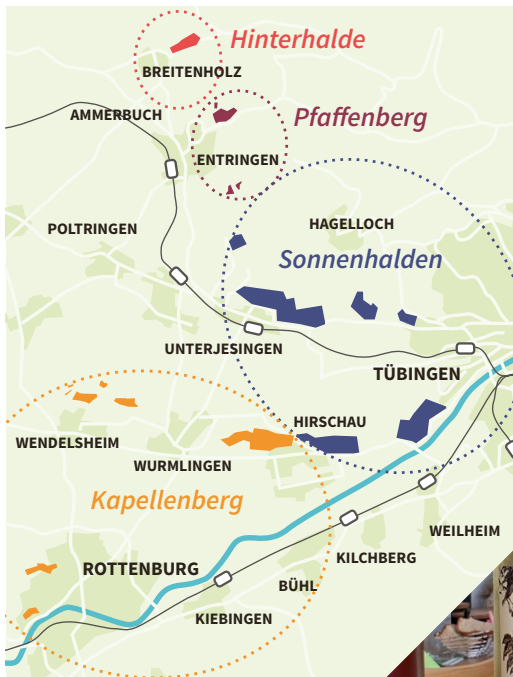 Hinterhalde
BREITENHOLZ
AMMERBUCH
Pfaffenberg
ENTRINGEN
POLTRINGEN
HAGELLOCH
Sonnenhalden
UNTERJESINGEN
TÜBINGEN
HIRSCHAU
WENDELSHEIM
WURMLINGEN
Kapellenberg
WEILHEIM
KILCHBERG
ROTTENBURG
BÜHL
KIEBINGEN